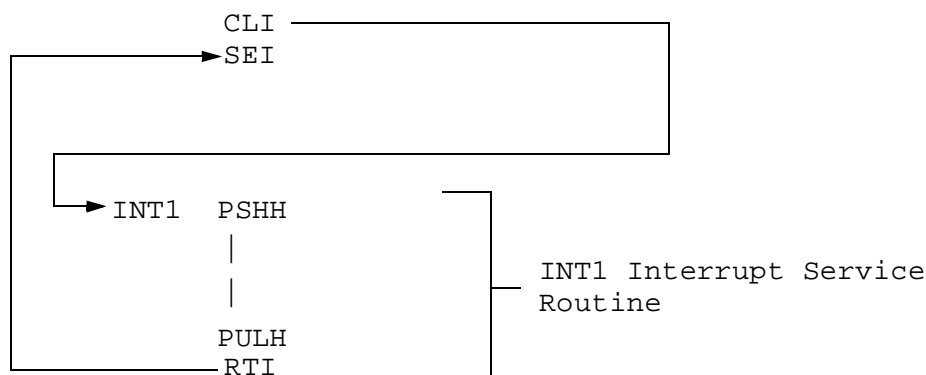 CLI
SEI
INT1 PSHH
|
|
INT1 Interrupt Service
Routine
PULH
RTI